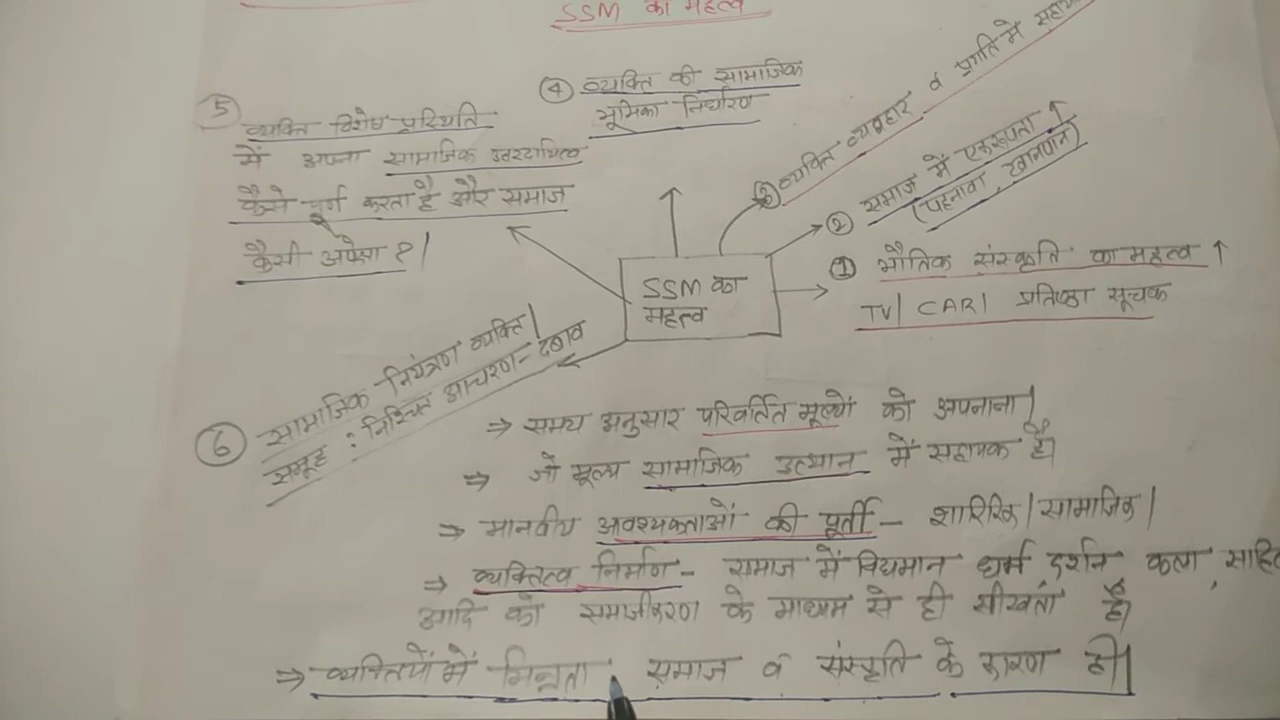 SSM का महत्व
④ व्यक्ति की सामाजिक
भूमिका निर्धारण
⑤ व्यक्ति विशेष परस्थिति
में अपना सामाजिक उतरदायित्व
कैसे पूर्ण करता है और समाज
कैसी अपेक्षा ?|
③ व्यक्ति व्यवहार व प्रगति में
② समाज में एकरूपता ↑
(पहनावा, खानपान)
① भौतिक संस्कृति का महत्व ↑
TV| CAR| प्रतिष्ठा सूचक
SSM का
महत्व
⑥ सामाजिक नियंत्रण व्यक्ति|
समूह : निश्चित आचरण - दबाव
⇒ समय अनुसार परिवर्तित मूल्यों को अपनाना|
⇒ जो मूल्य सामाजिक उत्थान में सहायक है।
⇒ मानवीय आवश्यकताओं की पूर्ती - शारिरिक|सामाजिक|
⇒ व्यक्तित्व निर्माण - समाज में विद्यमान धर्म, दर्शन कला,
आदि को समाजीकरण के माध्यम से ही सीखता है।
⇒ व्यक्तियों में भिन्नता समाज व संस्कृति के कारण ही|